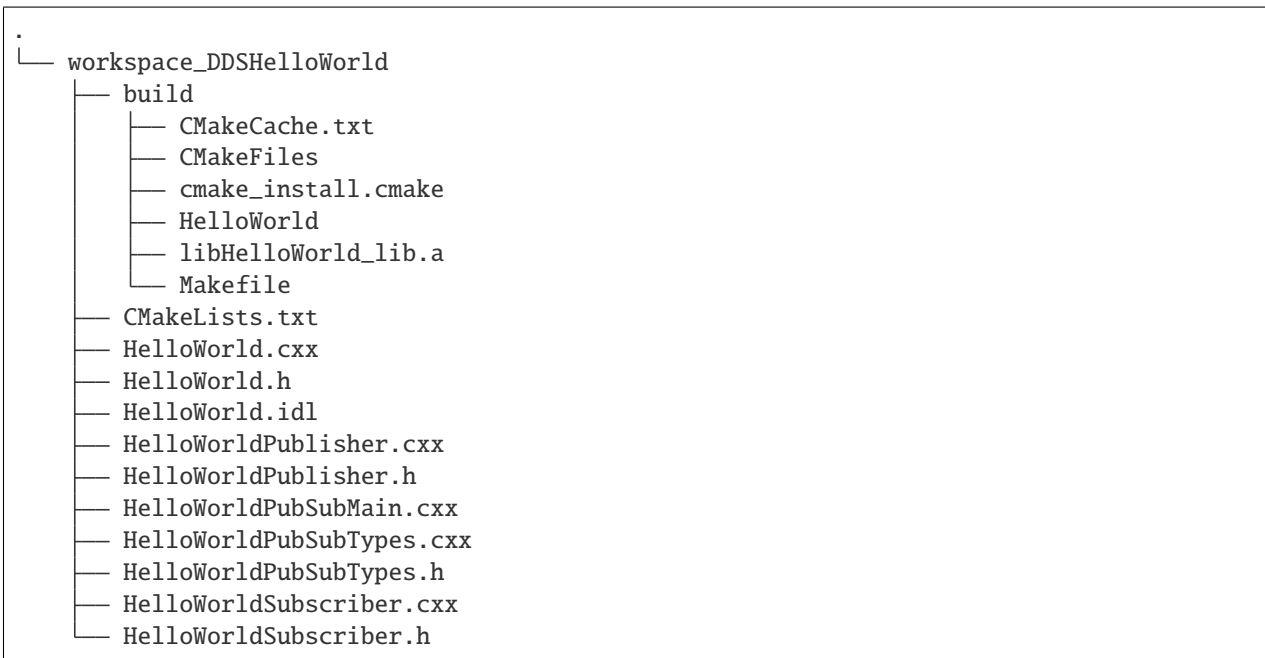 .
└── workspace_DDSHelloWorld
    ├── build
    │   ├── CMakeCache.txt
    │   ├── CMakeFiles
    │   ├── cmake_install.cmake
    │   ├── HelloWorld
    │   ├── libHelloWorld_lib.a
    │   └── Makefile
    ├── CMakeLists.txt
    ├── HelloWorld.cxx
    ├── HelloWorld.h
    ├── HelloWorld.idl
    ├── HelloWorldPublisher.cxx
    ├── HelloWorldPublisher.h
    ├── HelloWorldPubSubMain.cxx
    ├── HelloWorldPubSubTypes.cxx
    ├── HelloWorldPubSubTypes.h
    ├── HelloWorldSubscriber.cxx
    └── HelloWorldSubscriber.h